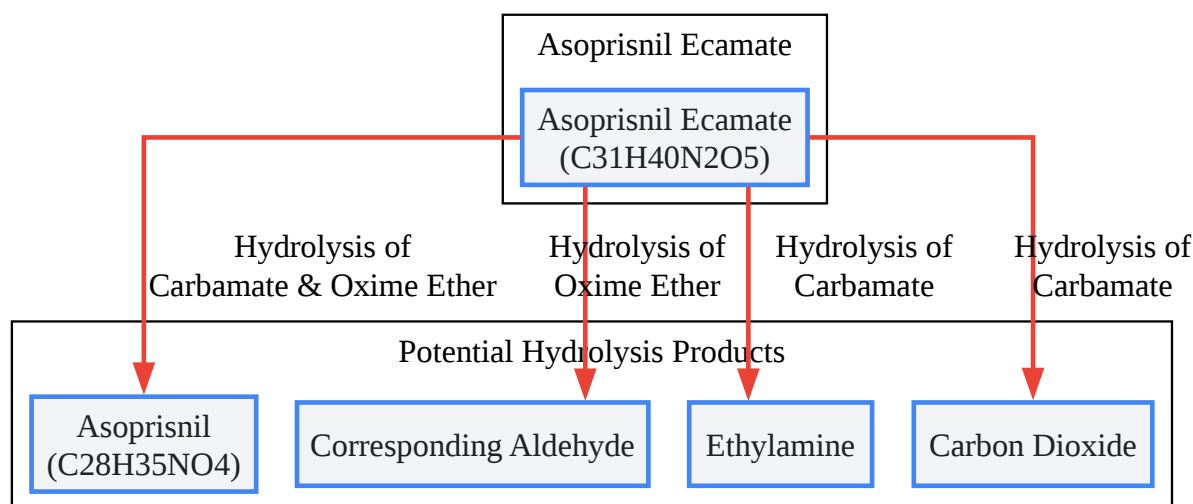 Asoprisnil Ecamate
Asoprisnil Ecamate
(C31H40N2O5)
Hydrolysis of
Carbamate & Oxime Ether
Hydrolysis of
Oxime Ether
Hydrolysis of
Carbamate
Hydrolysis of
Carbamate
Potential Hydrolysis Products
Asoprisnil
(C28H35NO4)
Corresponding Aldehyde
Ethylamine
Carbon Dioxide